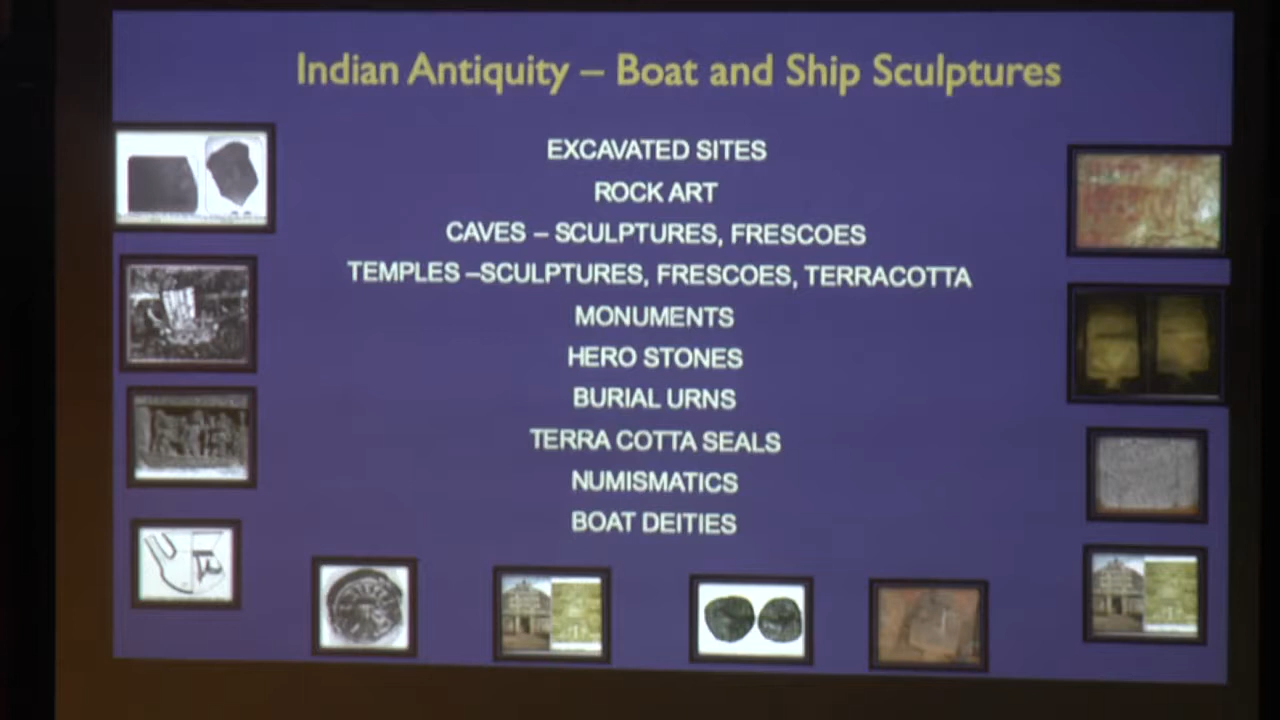 Indian Antiquity – Boat and Ship Sculptures
EXCAVATED SITES
ROCK ART
CAVES – SCULPTURES, FRESCOES
TEMPLES –SCULPTURES, FRESCOES, TERRACOTTA
MONUMENTS
HERO STONES
BURIAL URNS
TERRA COTTA SEALS
NUMISMATICS
BOAT DEITIES